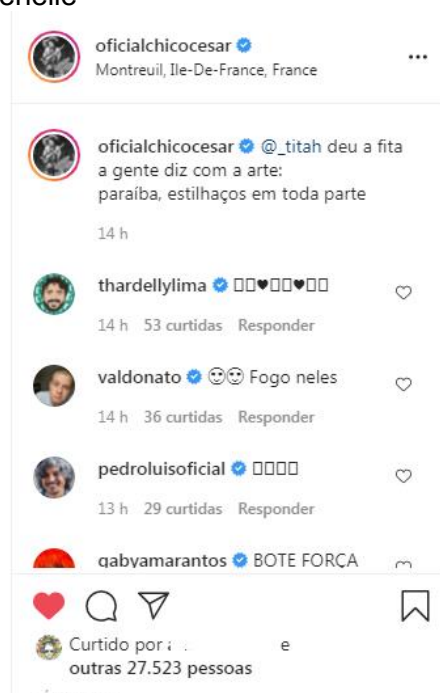 oficialchicocesar
Montreuil, Ile-De-France, France
oficialchicocesar @_titah deu a fita
a gente diz com a arte:
paraíba, estilhaços em toda parte
14 h
thardellylima
14 h 53 curtidas Responder
valdonato Fogo neles
14 h 36 curtidas Responder
pedroluisoficial
13 h 29 curtidas Responder
gabyamarantos BOTE FORÇA
Curtido por e
outras 27.523 pessoas